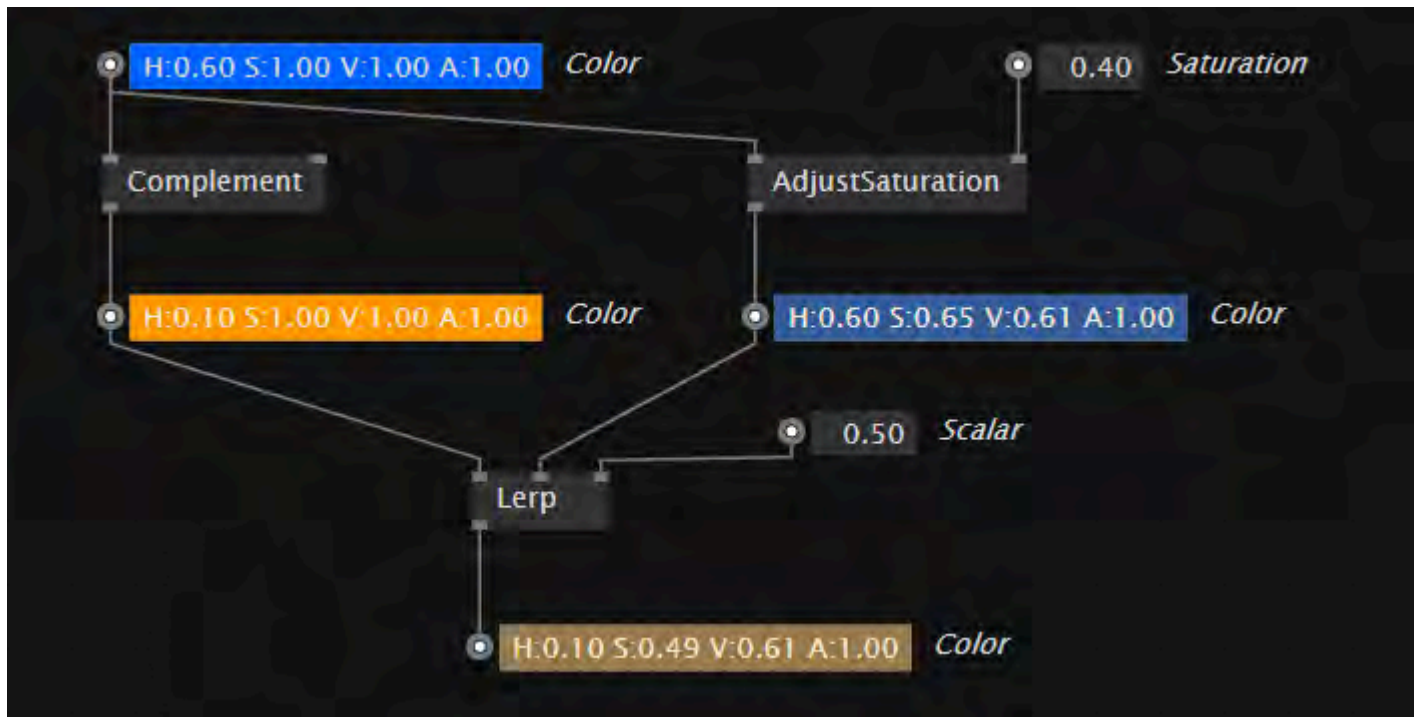 H:0.60 S:1.00 V:1.00 A:1.00 Color
0.40 Saturation
Complement
AdjustSaturation
H:0.10 S:1.00 V:1.00 A:1.00 Color
H:0.60 S:0.65 V:0.61 A:1.00 Color
0.50 Scalar
Lerp
H:0.10 S:0.49 V:0.61 A:1.00 Color